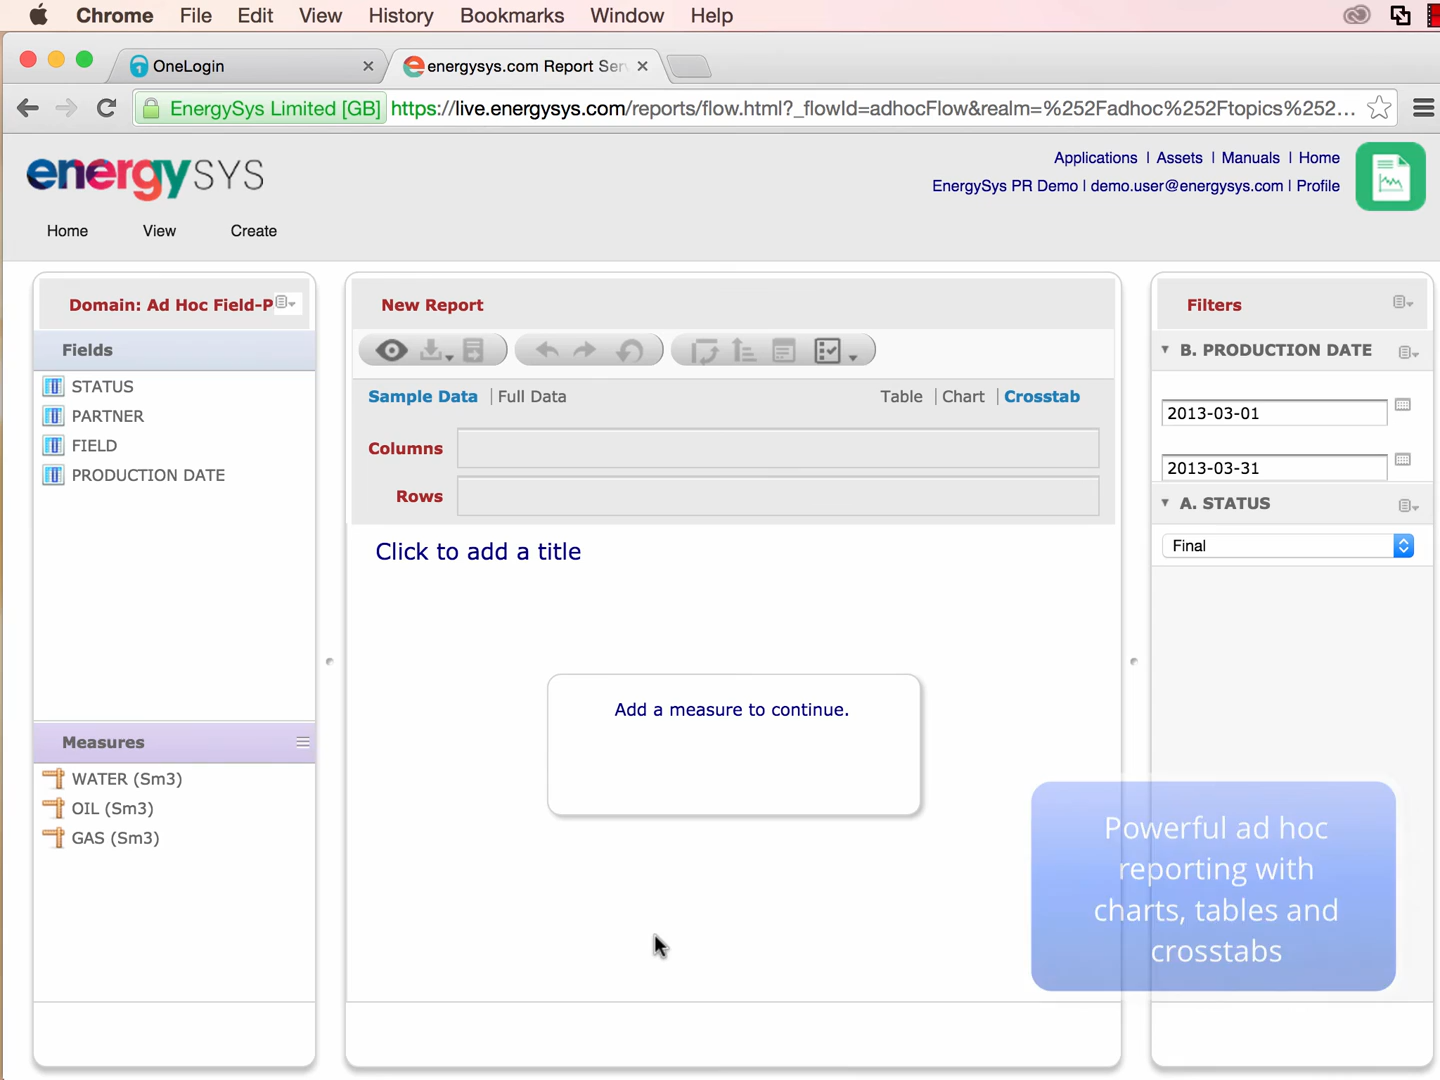 Chrome File Edit View History Bookmarks Window Help
OneLogin
energysys.com Report Ser
EnergySys Limited [GB] https://live.energysys.com/reports/flow.html?_flowId=adhocFlow&realm=%252Fadhoc%252Ftopics%252...
energysys
Applications | Assets | Manuals | Home
EnergySys PR Demo | demo.user@energysys.com | Profile
Home View Create
Domain: Ad Hoc Field-P
Fields
STATUS
PARTNER
FIELD
PRODUCTION DATE
Measures
WATER (Sm3)
OIL (Sm3)
GAS (Sm3)
New Report
Sample Data | Full Data
Table | Chart | Crosstab
Columns
Rows
Click to add a title
Add a measure to continue.
Filters
B. PRODUCTION DATE
2013-03-01
2013-03-31
A. STATUS
Final
Powerful ad hoc
reporting with
charts, tables and
crosstabs